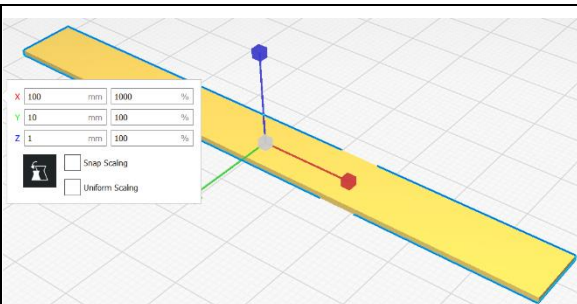 X 100 mm 1000 %
Y 10 mm 100 %
Z 1 mm 100 %
Snap Scaling
Uniform Scaling